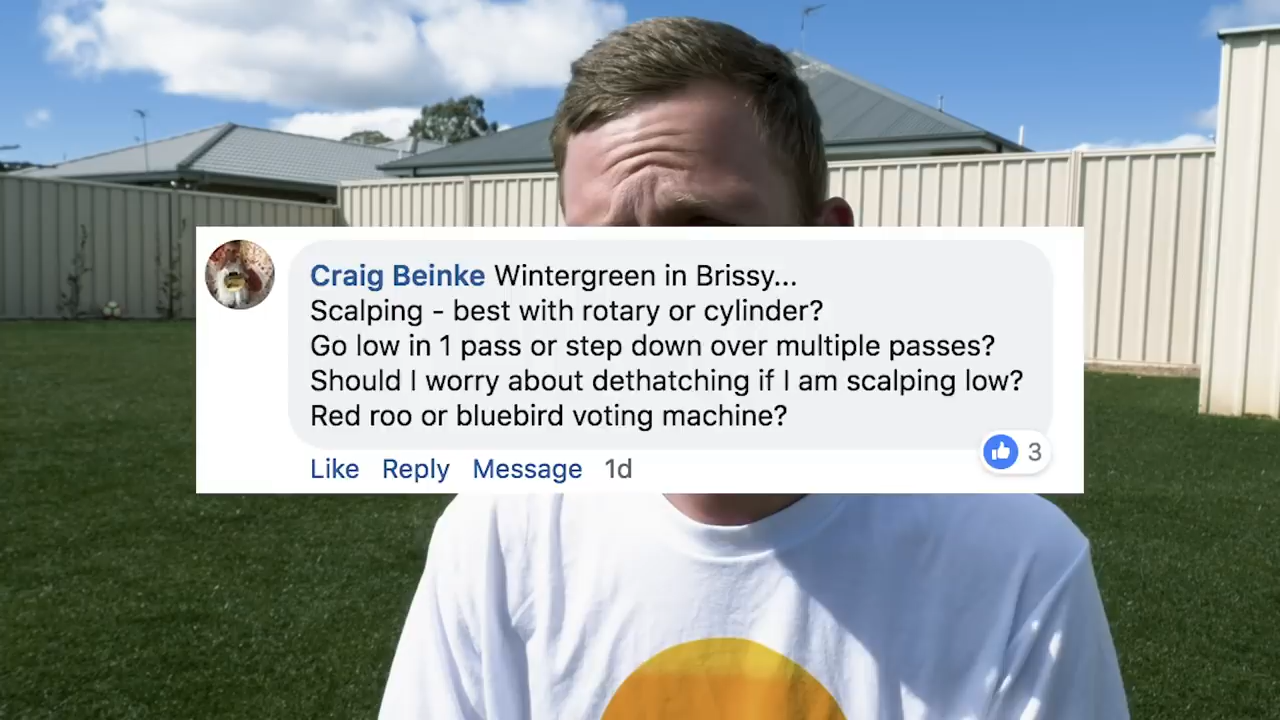 Craig Beinke Wintergreen in Brissy...
Scalping - best with rotary or cylinder?
Go low in 1 pass or step down over multiple passes?
Should I worry about dethatching if I am scalping low?
Red roo or bluebird voting machine?
Like Reply Message 1d
3